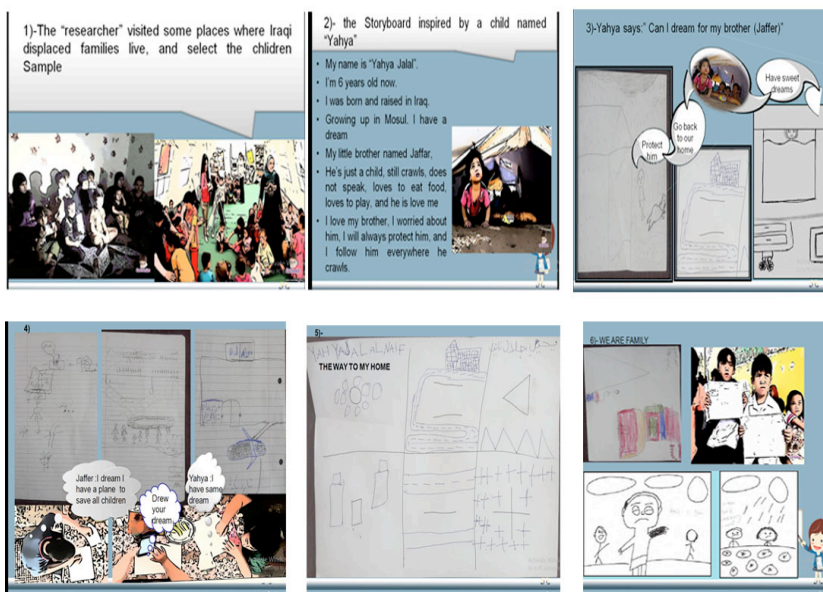 1)-The “researcher” visited some places where Iraqi
displaced families live, and select the chlidren
Sample
2)- the Storyboard inspired by a child named
“Yahya”
• My name is “Yahya Jalal”.
• I'm 6 years old now.
• I was born and raised in Iraq.
• Growing up in Mosul. I have a
dream
• My little brother named Jaffar,
• He's just a child, still crawls, does
not speak, loves to eat food,
loves to play, and he is love me
• I love my brother, I worried about
him, I will always protect him, and
I follow him everywhere he
crawls.
3)-Yahya says:” Can I dream for my brother (Jaffer)”
Have sweet
dreams
Go back
to our
home
Protect
him
4)
Jaffer:I dream I
have a plane to
save all children
Drew
your
dream
Yahya :I
have same
dream
5)-
THE WAY TO MY HOME
6)- WE ARE FAMILY